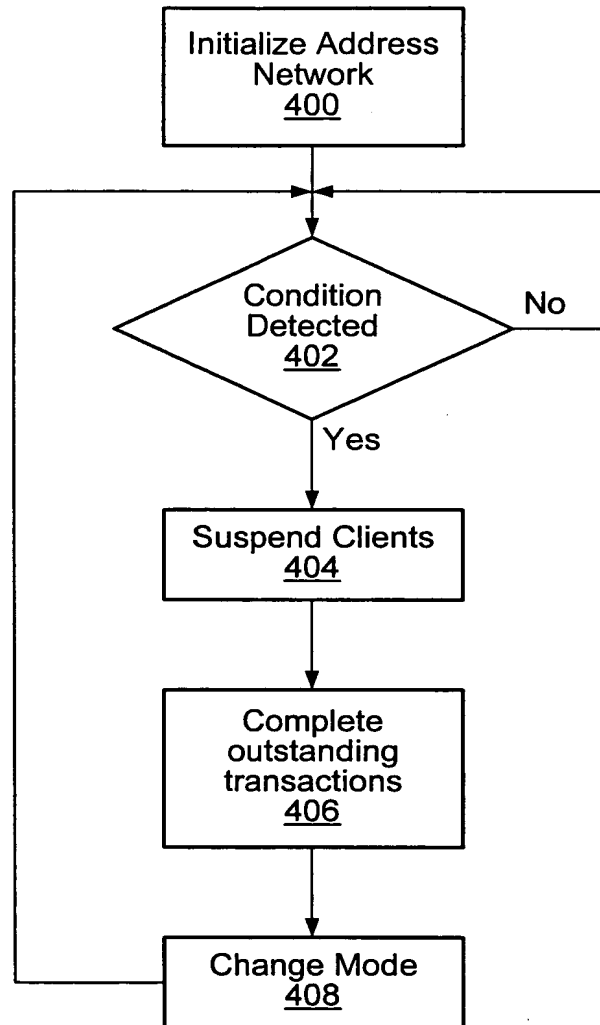 Initialize Address
Network
400
Condition
Detected
402
No
Yes
Suspend Clients
404
Complete
outstanding
transactions
406
Change Mode
408